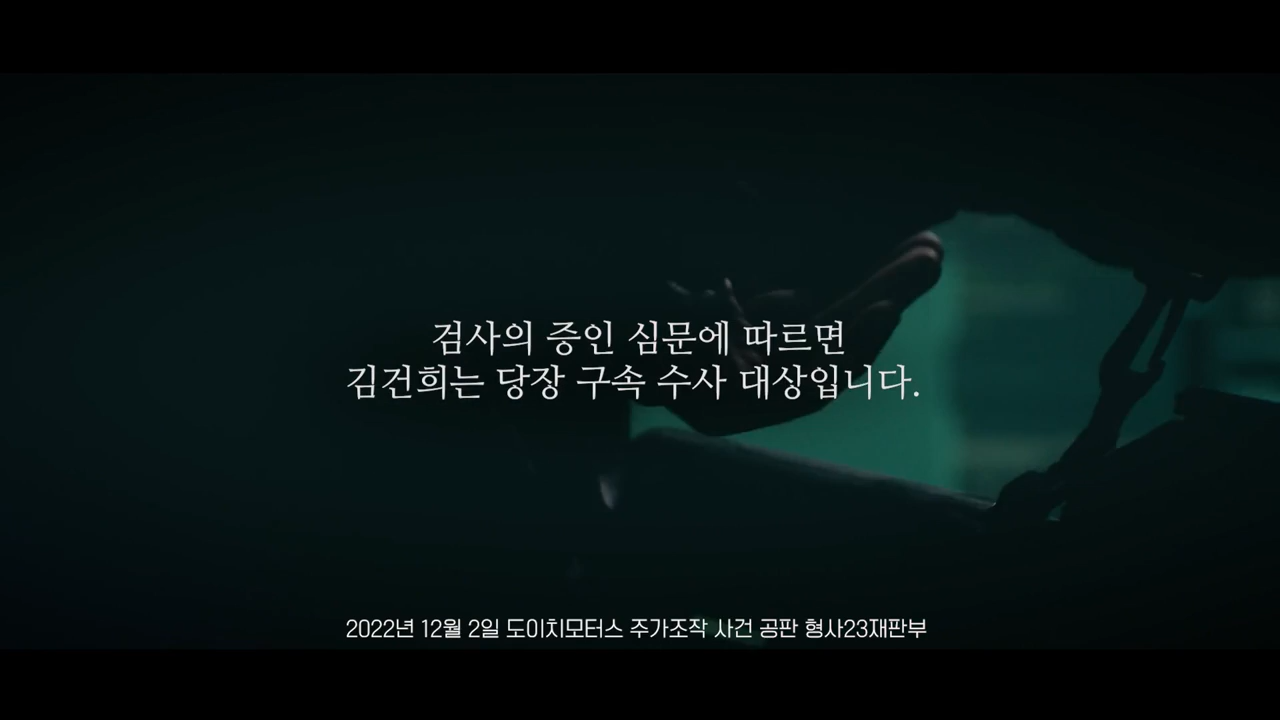 검사의 증인 심문에 따르면
김건희는 당장 구속 수사 대상입니다.
2022년 12월 2일 도이치모터스 주가조작 사건 공판 형사23재판부